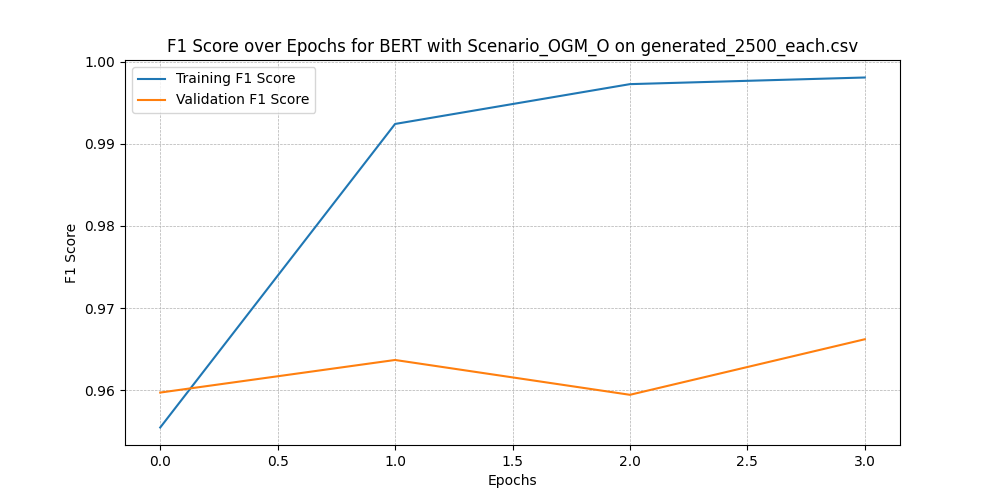 F1 Score over Epochs for BERT with Scenario_OGM_O on generated_2500_each.csv
Training F1 Score
Validation F1 Score
1.00
0.99
0.98
0.97
0.96
F1 Score
0.0 0.5 1.0 1.5 2.0 2.5 3.0
Epochs